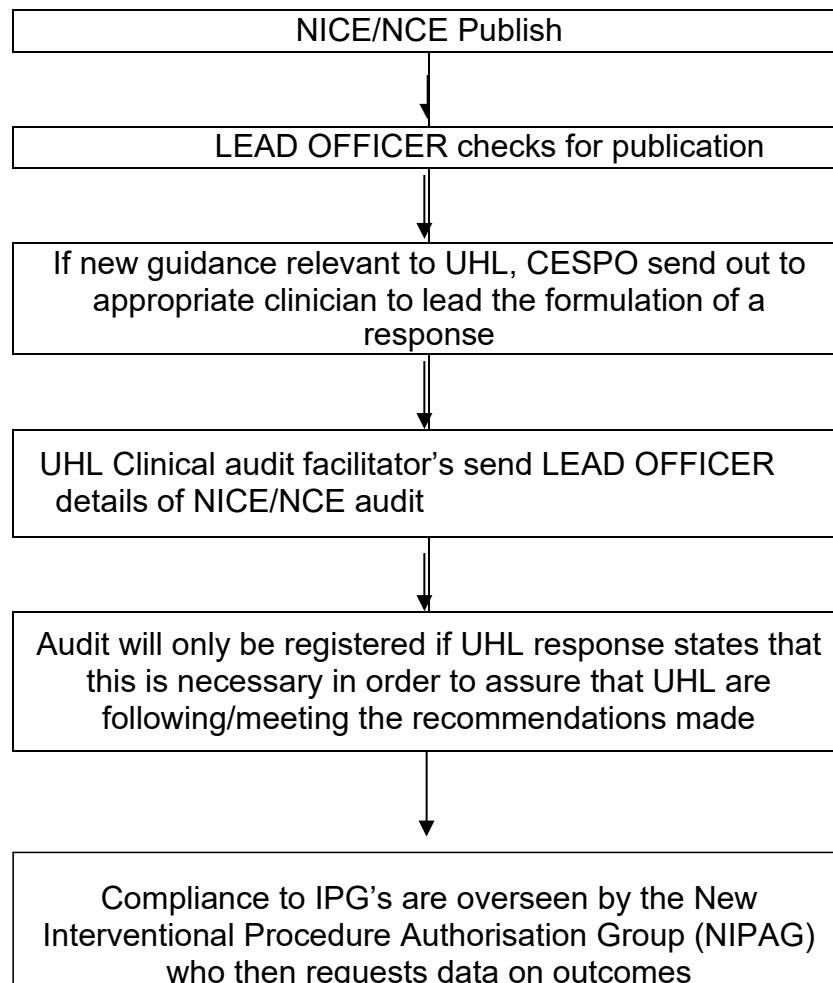 NICE/NCE Publish
LEAD OFFICER checks for publication
If new guidance relevant to UHL, CESPO send out to
appropriate clinician to lead the formulation of a
response
UHL Clinical audit facilitator's send LEAD OFFICER
details of NICE/NCE audit
Audit will only be registered if UHL response states that
this is necessary in order to assure that UHL are
following/meeting the recommendations made
Compliance to IPG's are overseen by the New
Interventional Procedure Authorisation Group (NIPAG)
who then requests data on outcomes